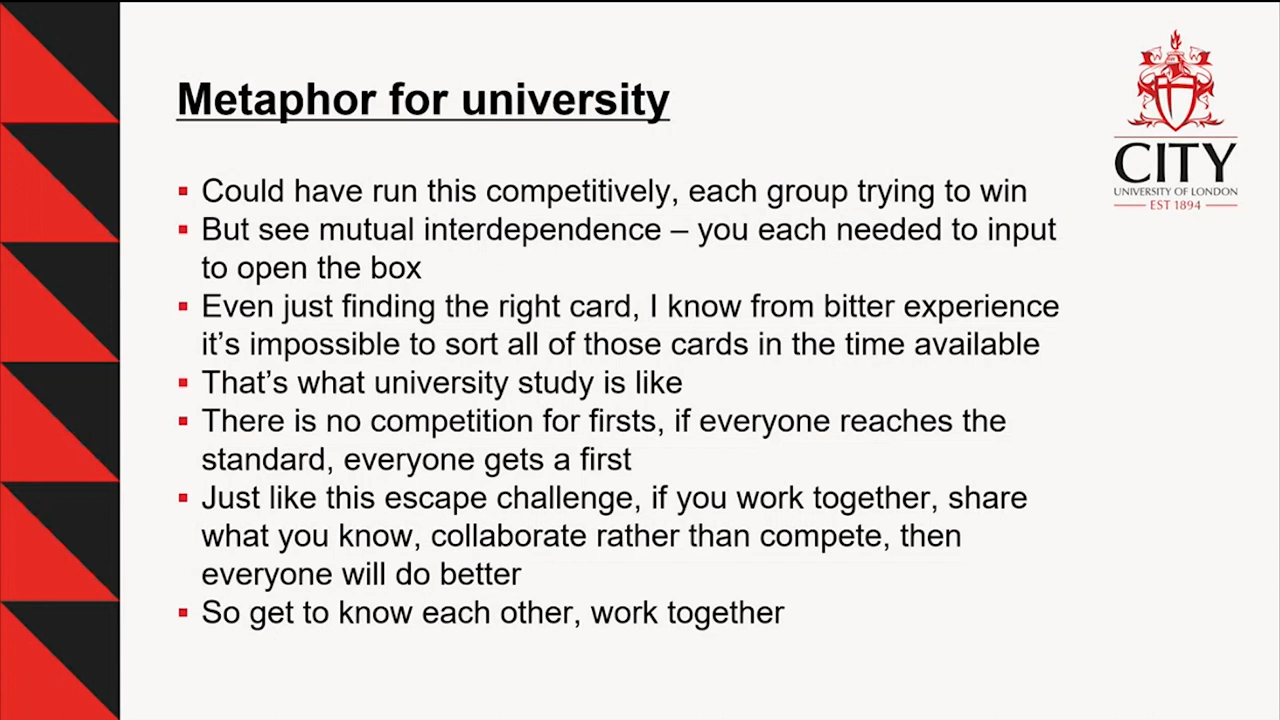 Metaphor for university
CITY
UNIVERSITY OF LONDON
EST 1894
▪ Could have run this competitively, each group trying to win
▪ But see mutual interdependence – you each needed to input
to open the box
▪ Even just finding the right card, I know from bitter experience
it’s impossible to sort all of those cards in the time available
▪ That’s what university study is like
▪ There is no competition for firsts, if everyone reaches the
standard, everyone gets a first
▪ Just like this escape challenge, if you work together, share
what you know, collaborate rather than compete, then
everyone will do better
▪ So get to know each other, work together